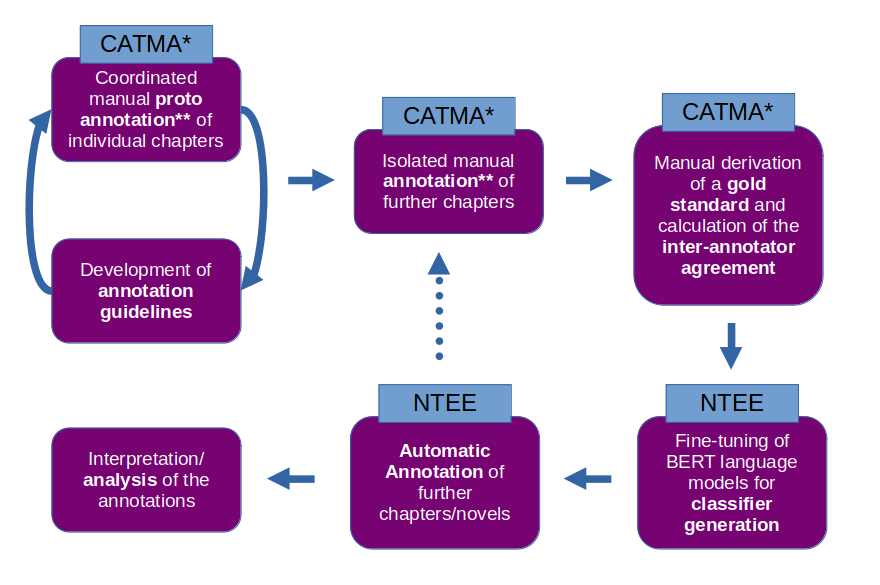 CATMA*
Coordinated
manual proto
annotation** of
individual chapters
Development of
annotation
guidelines
CATMA*
Isolated manual
annotation** of
further chapters
CATMA*
Manual derivation
of a gold
standard and
calculation of the
inter-annotator
agreement
NTEE
Fine-tuning of
BERT language
models for
classifier
generation
NTEE
Automatic
Annotation of
further
chapters/novels
Interpretation/
analysis of the
annotations